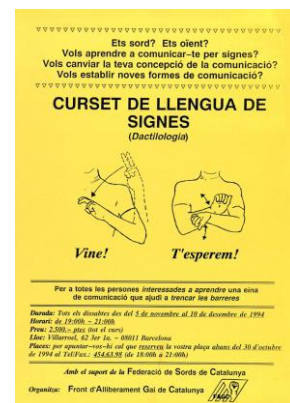 Ets sord? Ets oïent?
Vols aprendre a comunicar-te per signes?
Vols canviar la teva concepció de la comunicació?
Vols establir noves formes de comunicació?
CURSET DE LLENGUA DE
SIGNES
(Dactilologia)
Vine! T'esperem!
Per a totes les persones interessades a aprendre una eina
de comunicació que ajudi a trencar les barreres
Durada: Tots els dissabtes des del 5 de novembre al 10 de desembre de 1994
Horari: de 19:00h - 21:00h
Preu: 2.500.- ptes (tot el curs)
Lloc: Villarroel, 62 3er 1a. - 08011 Barcelona
Places: per apuntar-vos-hi cal que reserveu la vostra plaça abans del 30 d'octubre
de 1994 al Tel/Fax.: 454.63.98 (de 18:00h a 21:00h)
Amb el suport de la Federació de Sords de Catalunya
Organitza: Front d'Alliberament Gai de Catalunya
FAGC